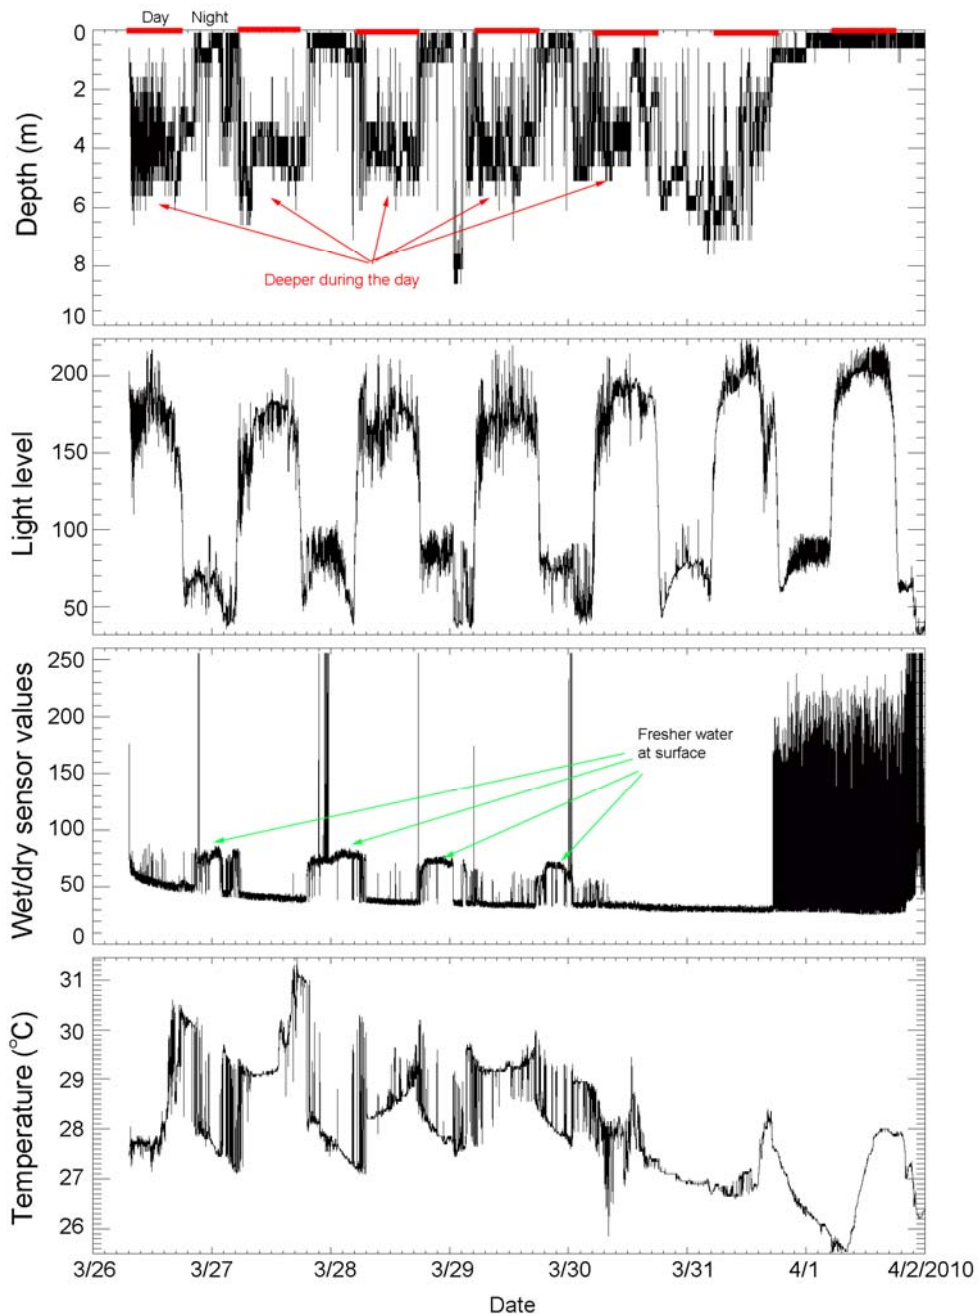 Day Night
0
2
4
6
8
10
Depth (m)
Deeper during the day
200
150
100
50
Light level
250
200
150
100
50
0
Wet/dry sensor values
Fresher water
at surface
31
30
29
28
27
26
Temperature (°C)
3/26 3/27 3/28 3/29 3/30 3/31 4/1 4/2/2010
Date